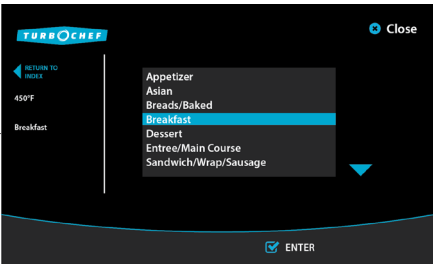 TURBOCHEF
Close
RETURN TO
INDEX
450°F
Breakfast
Appetizer
Asian
Breads/Baked
Breakfast
Dessert
Entree/Main Course
Sandwich/Wrap/Sausage
ENTER